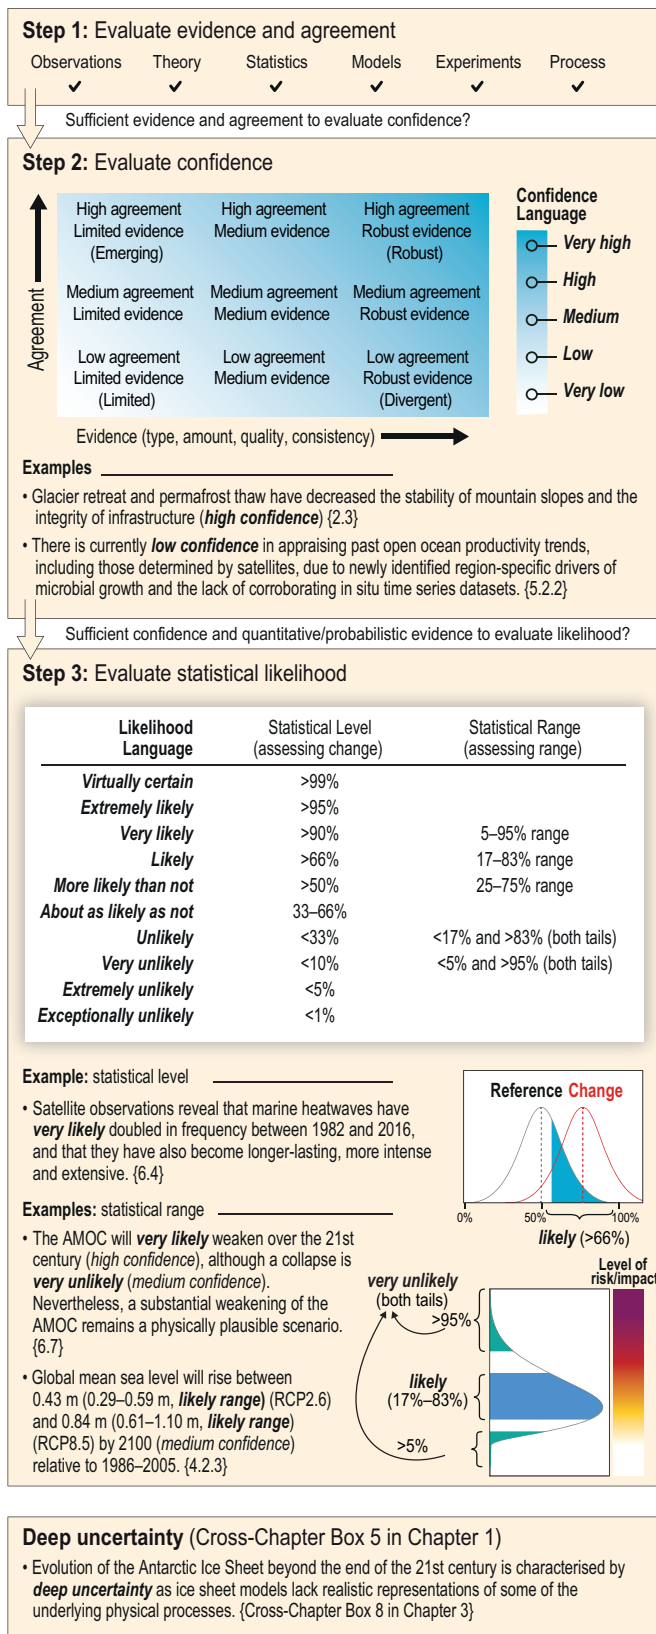 Step 1: Evaluate evidence and agreement
Observations Theory Statistics Models Experiments Process
Sufficient evidence and agreement to evaluate confidence?
Step 2: Evaluate confidence
Agreement
High agreement
Limited evidence
(Emerging)
High agreement
Medium evidence
High agreement
Robust evidence
(Robust)
Medium agreement
Limited evidence
Medium agreement
Medium evidence
Medium agreement
Robust evidence
Low agreement
Limited evidence
(Limited)
Low agreement
Medium evidence
Low agreement
Robust evidence
(Divergent)
Evidence (type, amount, quality, consistency)
Confidence
Language
Very high
High
Medium
Low
Very low
Examples
• Glacier retreat and permafrost thaw have decreased the stability of mountain slopes and the
integrity of infrastructure (high confidence) {2.3}
• There is currently low confidence in appraising past open ocean productivity trends,
including those determined by satellites, due to newly identified region-specific drivers of
microbial growth and the lack of corroborating in situ time series datasets. {5.2.2}
Sufficient confidence and quantitative/probabilistic evidence to evaluate likelihood?
Step 3: Evaluate statistical likelihood
Likelihood Statistical Level Statistical Range
Language (assessing change) (assessing range)
Virtually certain >99%
Extremely likely >95%
Very likely >90% 5–95% range
Likely >66% 17–83% range
More likely than not >50% 25–75% range
About as likely as not 33–66%
Unlikely <33% <17% and >83% (both tails)
Very unlikely <10% <5% and >95% (both tails)
Extremely unlikely <5%
Exceptionally unlikely <1%
Example: statistical level
• Satellite observations reveal that marine heatwaves have
very likely doubled in frequency between 1982 and 2016,
and that they have also become longer-lasting, more intense
and extensive. {6.4}
Reference Change
0% 50% 100%
likely (>66%)
Examples: statistical range
• The AMOC will very likely weaken over the 21st
century (high confidence), although a collapse is
very unlikely (medium confidence).
Nevertheless, a substantial weakening of the
AMOC remains a physically plausible scenario.
{6.7}
• Global mean sea level will rise between
0.43 m (0.29–0.59 m, likely range) (RCP2.6)
and 0.84 m (0.61–1.10 m, likely range)
(RCP8.5) by 2100 (medium confidence)
relative to 1986–2005. {4.2.3}
very unlikely
(both tails)
>95%
likely
(17%–83%)
>5%
Level of
risk/impact
Deep uncertainty (Cross-Chapter Box 5 in Chapter 1)
• Evolution of the Antarctic Ice Sheet beyond the end of the 21st century is characterised by
deep uncertainty as ice sheet models lack realistic representations of some of the
underlying physical processes. {Cross-Chapter Box 8 in Chapter 3}